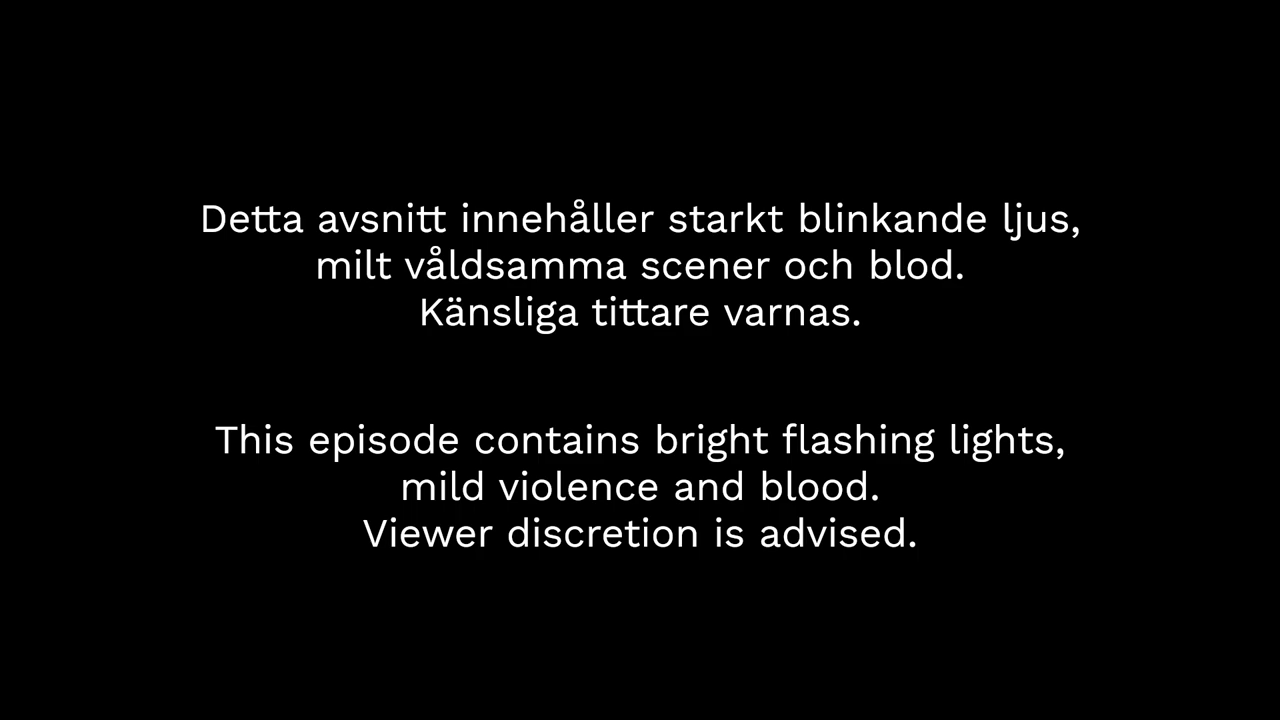 Detta avsnitt innehåller starkt blinkande ljus,
milt våldsamma scener och blod.
Känsliga tittare varnas.
This episode contains bright flashing lights,
mild violence and blood.
Viewer discretion is advised.